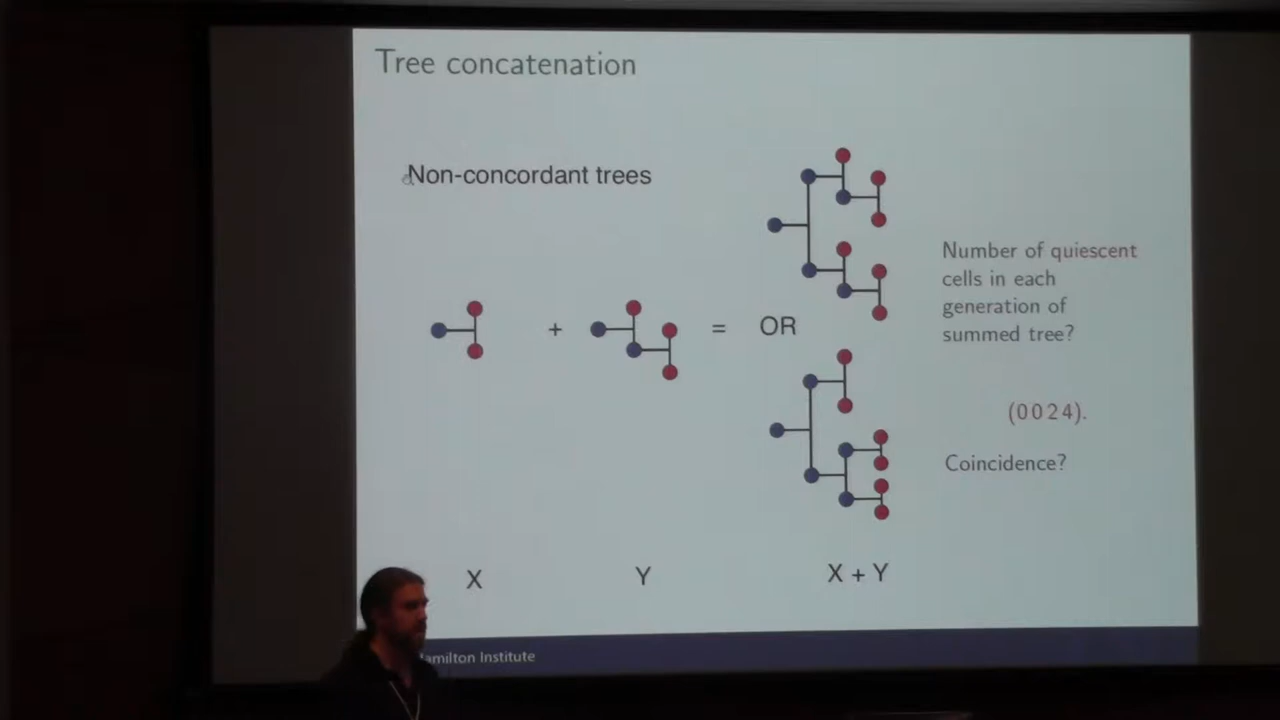 Tree concatenation
Non-concordant trees
+
=
OR
Number of quiescent
cells in each
generation of
summed tree?
(0 0 2 4).
Coincidence?
X
Y
X + Y
Hamilton Institute